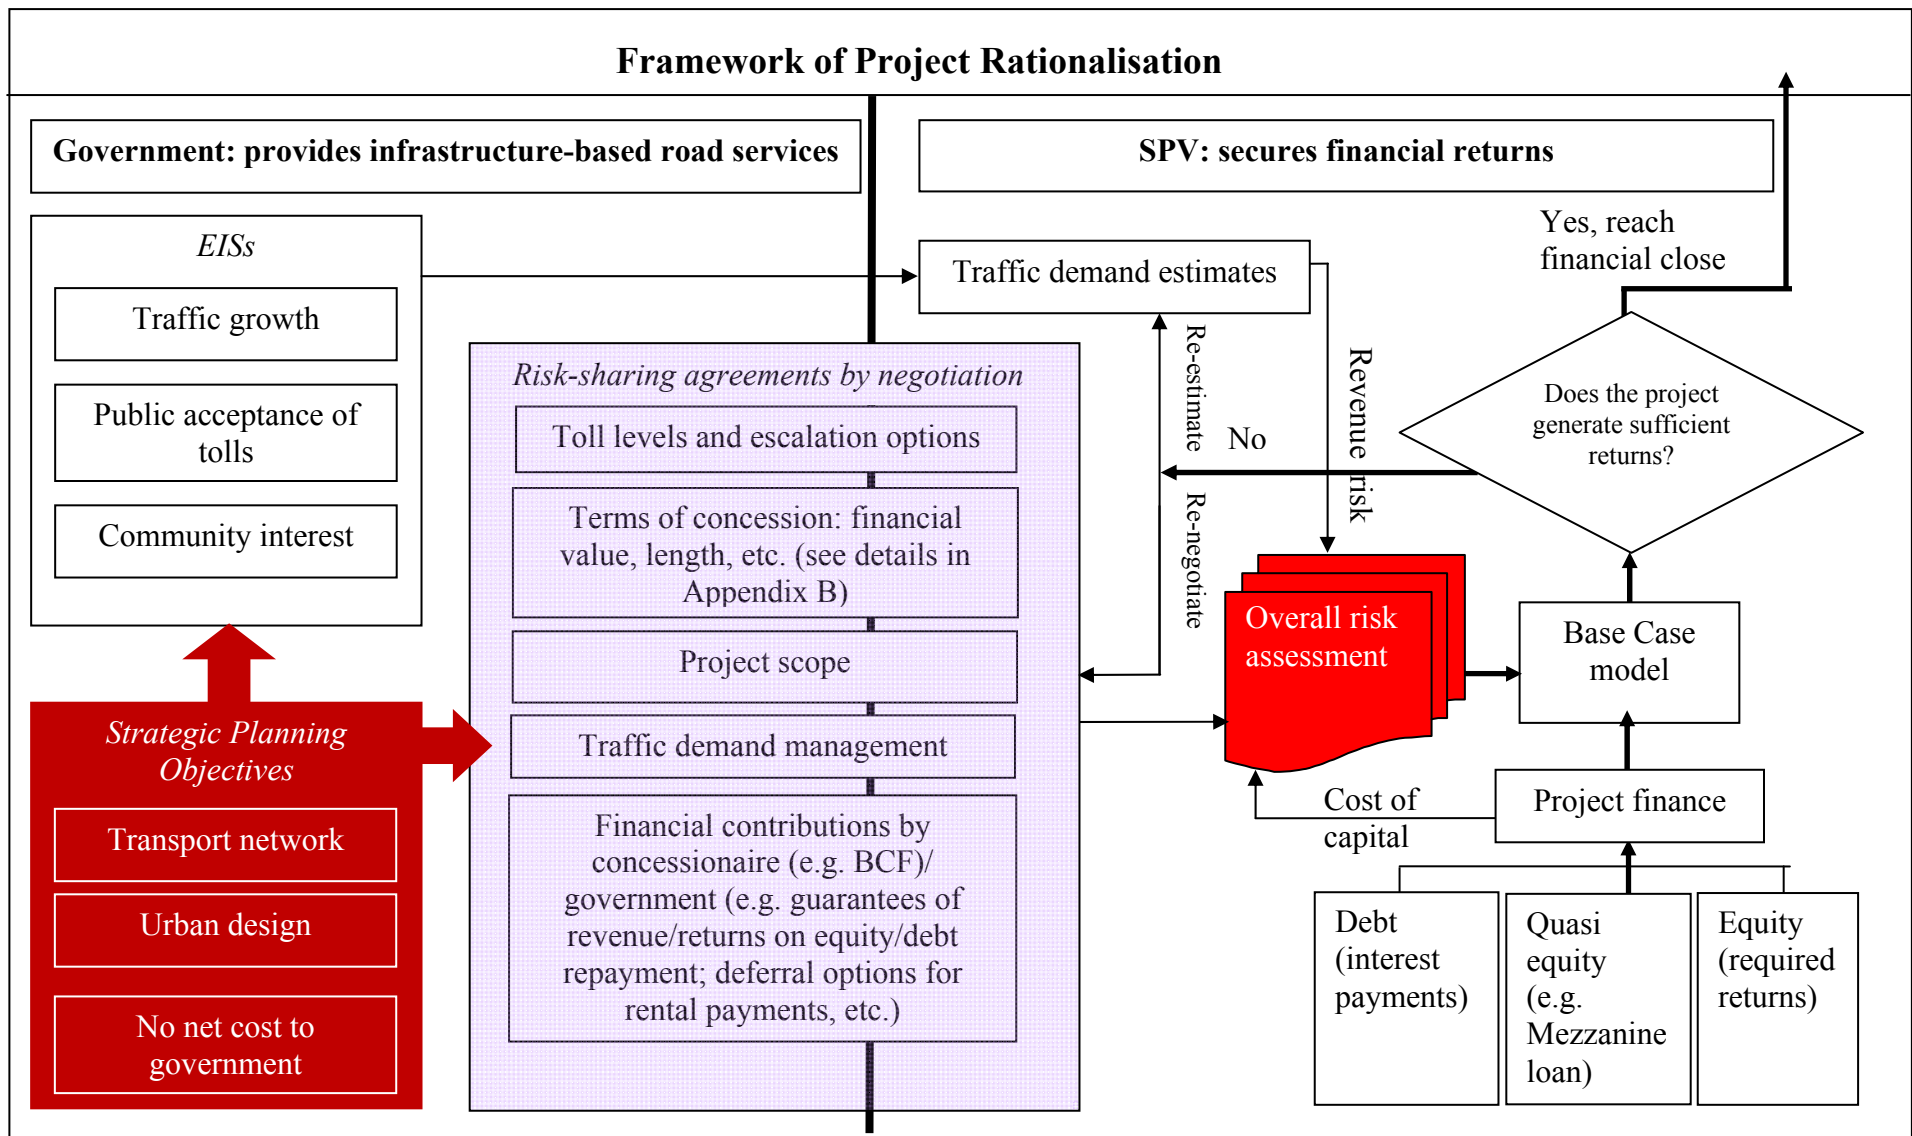 Framework of Project Rationalisation
Government: provides infrastructure-based road services
SPV: secures financial returns
EISs
Traffic growth
Public acceptance of
tolls
Community interest
Strategic Planning
Objectives
Transport network
Urban design
No net cost to
government
Risk-sharing agreements by negotiation
Toll levels and escalation options
Terms of concession: financial
value, length, etc. (see details in
Appendix B)
Project scope
Traffic demand management
Financial contributions by
concessionaire (e.g. BCF)/
government (e.g. guarantees of
revenue/returns on equity/debt
repayment; deferral options for
rental payments, etc.)
Traffic demand estimates
Re-estimate
Re-negotiate
No
Revenue risk
Yes, reach
financial close
Does the project
generate sufficient
returns?
Overall risk
assessment
Base Case
model
Cost of
capital
Project finance
Debt
(interest
payments)
Quasi
equity
(e.g.
Mezzanine
loan)
Equity
(required
returns)